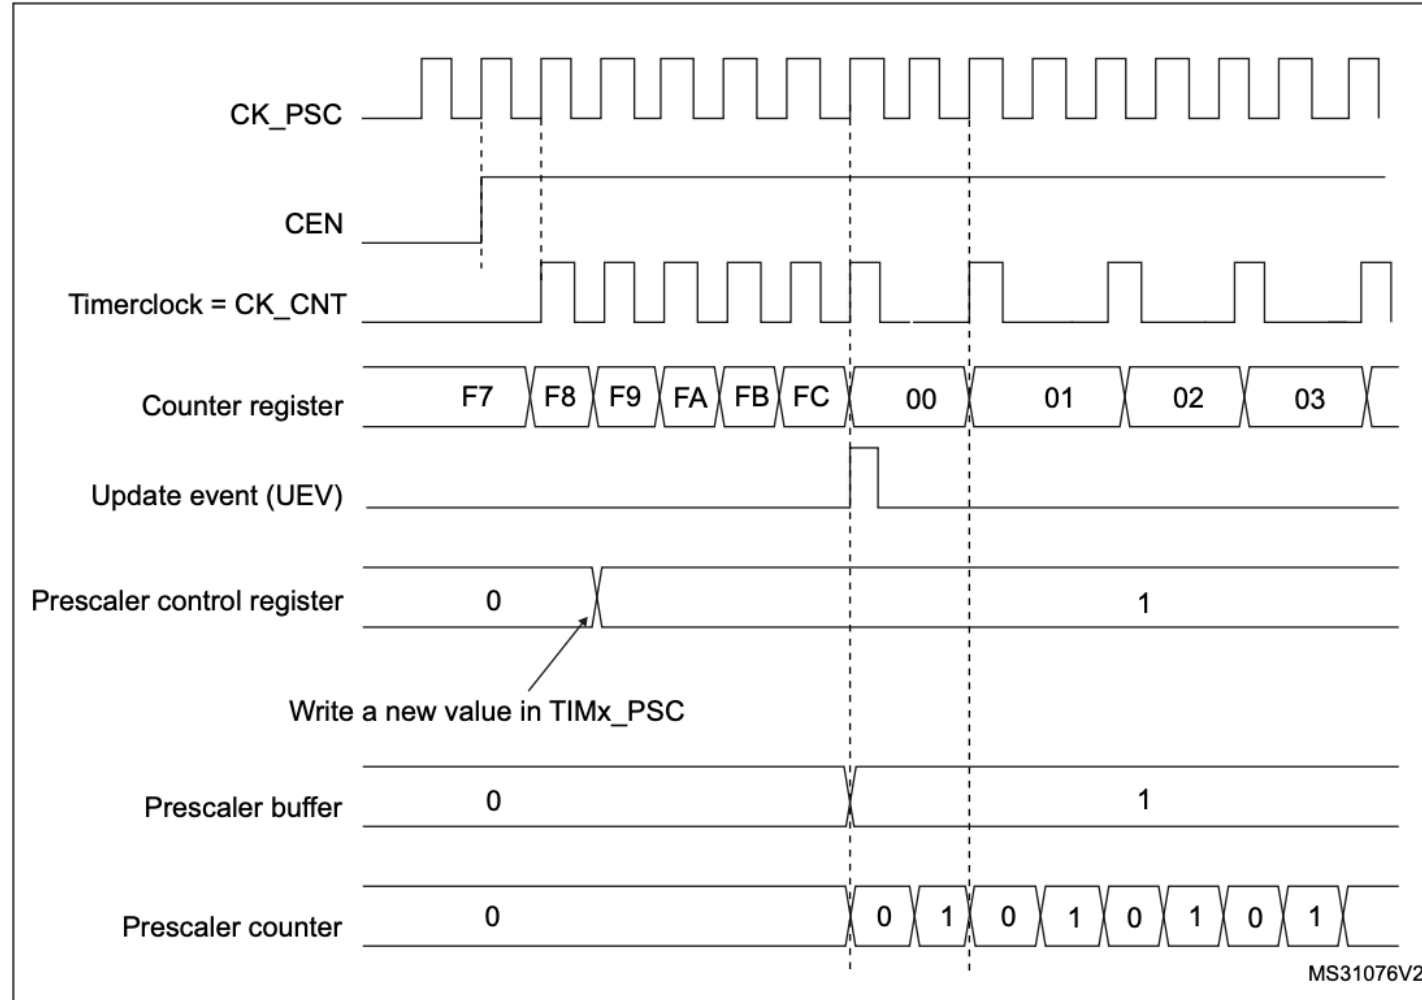 CK_PSC
CEN
Timerclock = CK_CNT
Counter register F7 F8 F9 FA FB FC 00 01 02 03
Update event (UEV)
Prescaler control register 0 1
Write a new value in TIMx_PSC
Prescaler buffer 0 1
Prescaler counter 0 0 1 0 1 0 1 0 1
MS31076V2